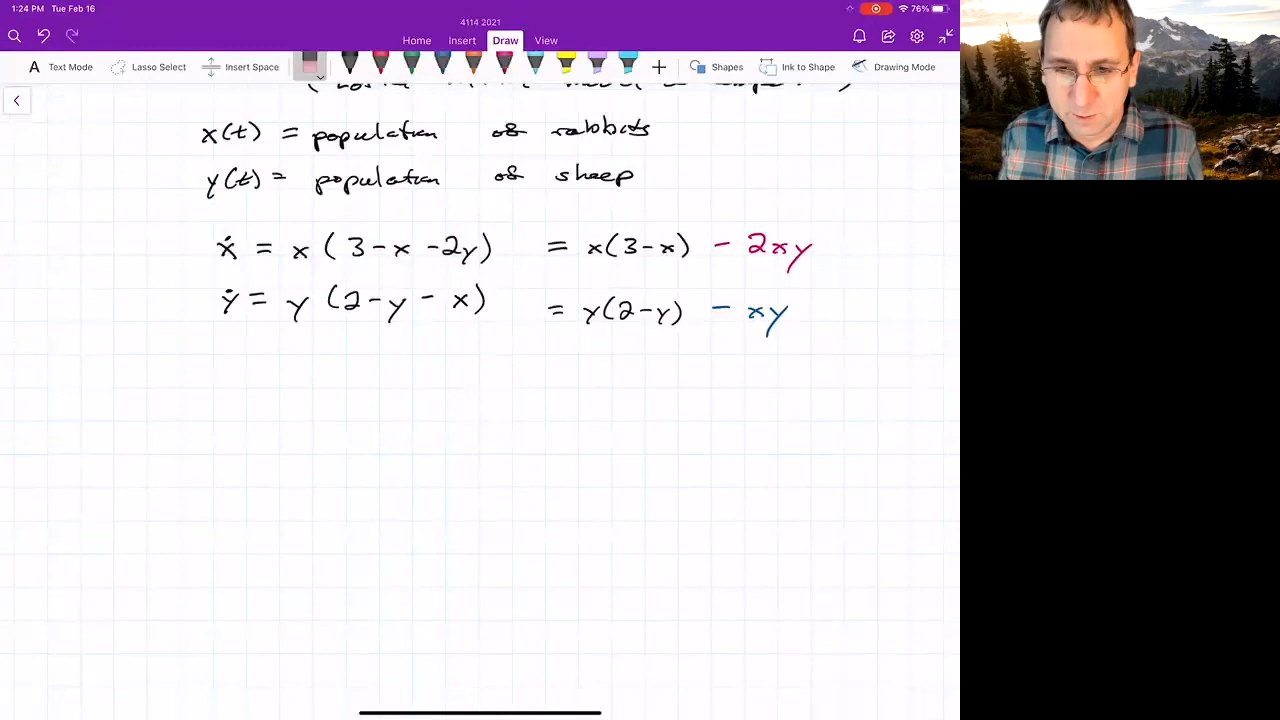 1:24 PM Tue Feb 16
76%
4114 2021
Home Insert Draw View
Text Mode Lasso Select Insert Space Shapes Ink to Shape Drawing Mode
x(t) = population of rabbits
y(t) = population of sheep
ẋ = x (3 - x - 2y) = x(3 - x) - 2xy
ẏ = y (2 - y - x) = y(2 - y) - xy